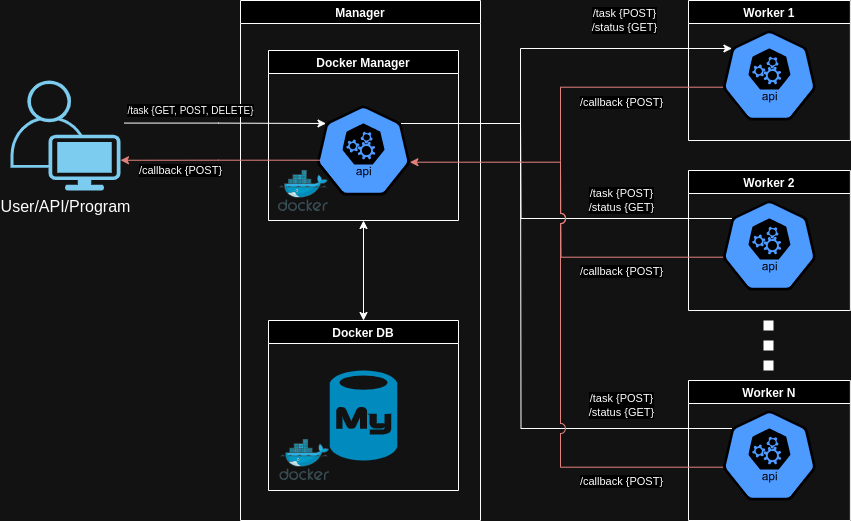 Manager
Worker 1
/task {POST}
/status {GET}
Docker Manager
api
/callback {POST}
/task {GET, POST, DELETE}
api
/callback {POST}
docker
User/API/Program
Worker 2
/task {POST}
/status {GET}
api
/callback {POST}
Docker DB
My
docker
Worker N
/task {POST}
/status {GET}
api
/callback {POST}